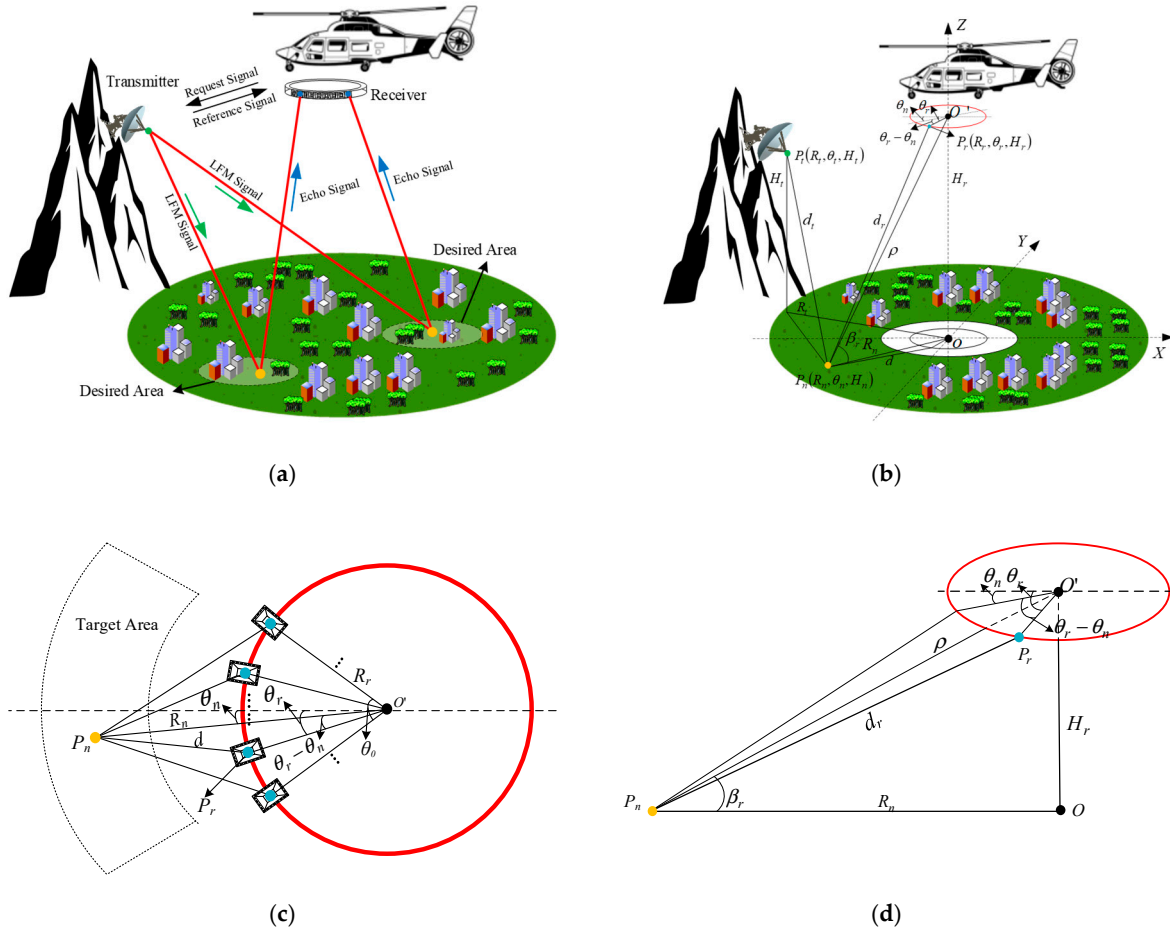 Transmitter
Request Signal
Reference Signal
Receiver
LFM Signal
LFM Signal
Echo Signal
Echo Signal
Desired Area
Desired Area
(a)
Z
θ_n θ_r
O'
θ_r − θ_n
P_r(R_r, θ_r, H_r)
P_t(R_t, θ_t, H_t)
H_t
H_r
d_t
d_r
ρ
Y
R_t
β_r
R_n
O
X
d
P_n(R_n, θ_n, H_n)
(b)
Target Area
R_r
θ_n
θ_r
R_n
O'
P_n
d
θ_r − θ_n
θ_0
P_r
(c)
θ_n θ_r
O'
θ_r − θ_n
P_r
ρ
d_r
H_r
P_n
β_r
R_n
O
(d)